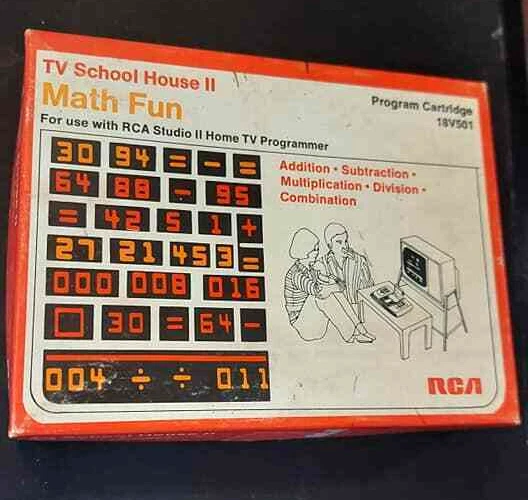 TV School House II
Math Fun
Program Cartridge
18V501
For use with RCA Studio II Home TV Programmer
30 94 = - =
64 88 - 95
= 42 5 1 +
27 21 453 =
000 008 016
□ 30 = 64 -
004 ÷ ÷ 011
Addition • Subtraction •
Multiplication • Division •
Combination
RCA